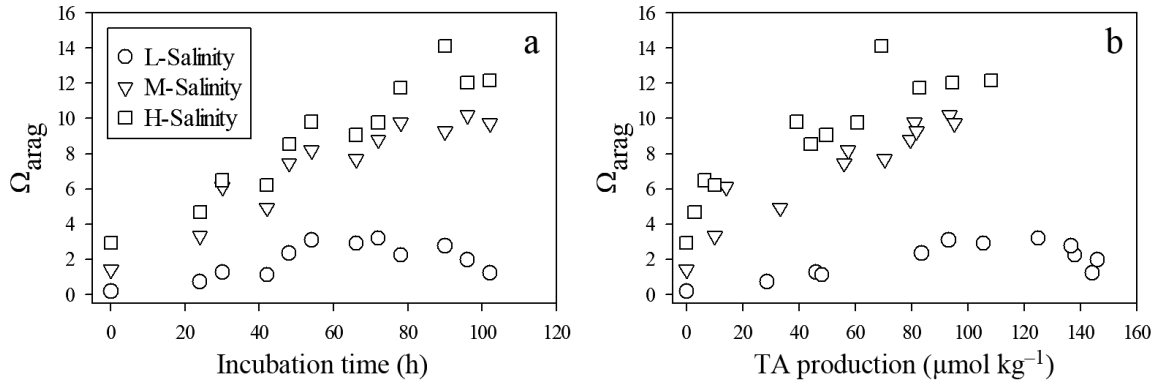 16
14
12
10
8
6
4
2
0
Ωarag
a
L-Salinity
M-Salinity
H-Salinity
0 20 40 60 80 100 120
Incubation time (h)
16
14
12
10
8
6
4
2
0
Ωarag
b
0 20 40 60 80 100 120 140 160
TA production (μmol kg⁻¹)